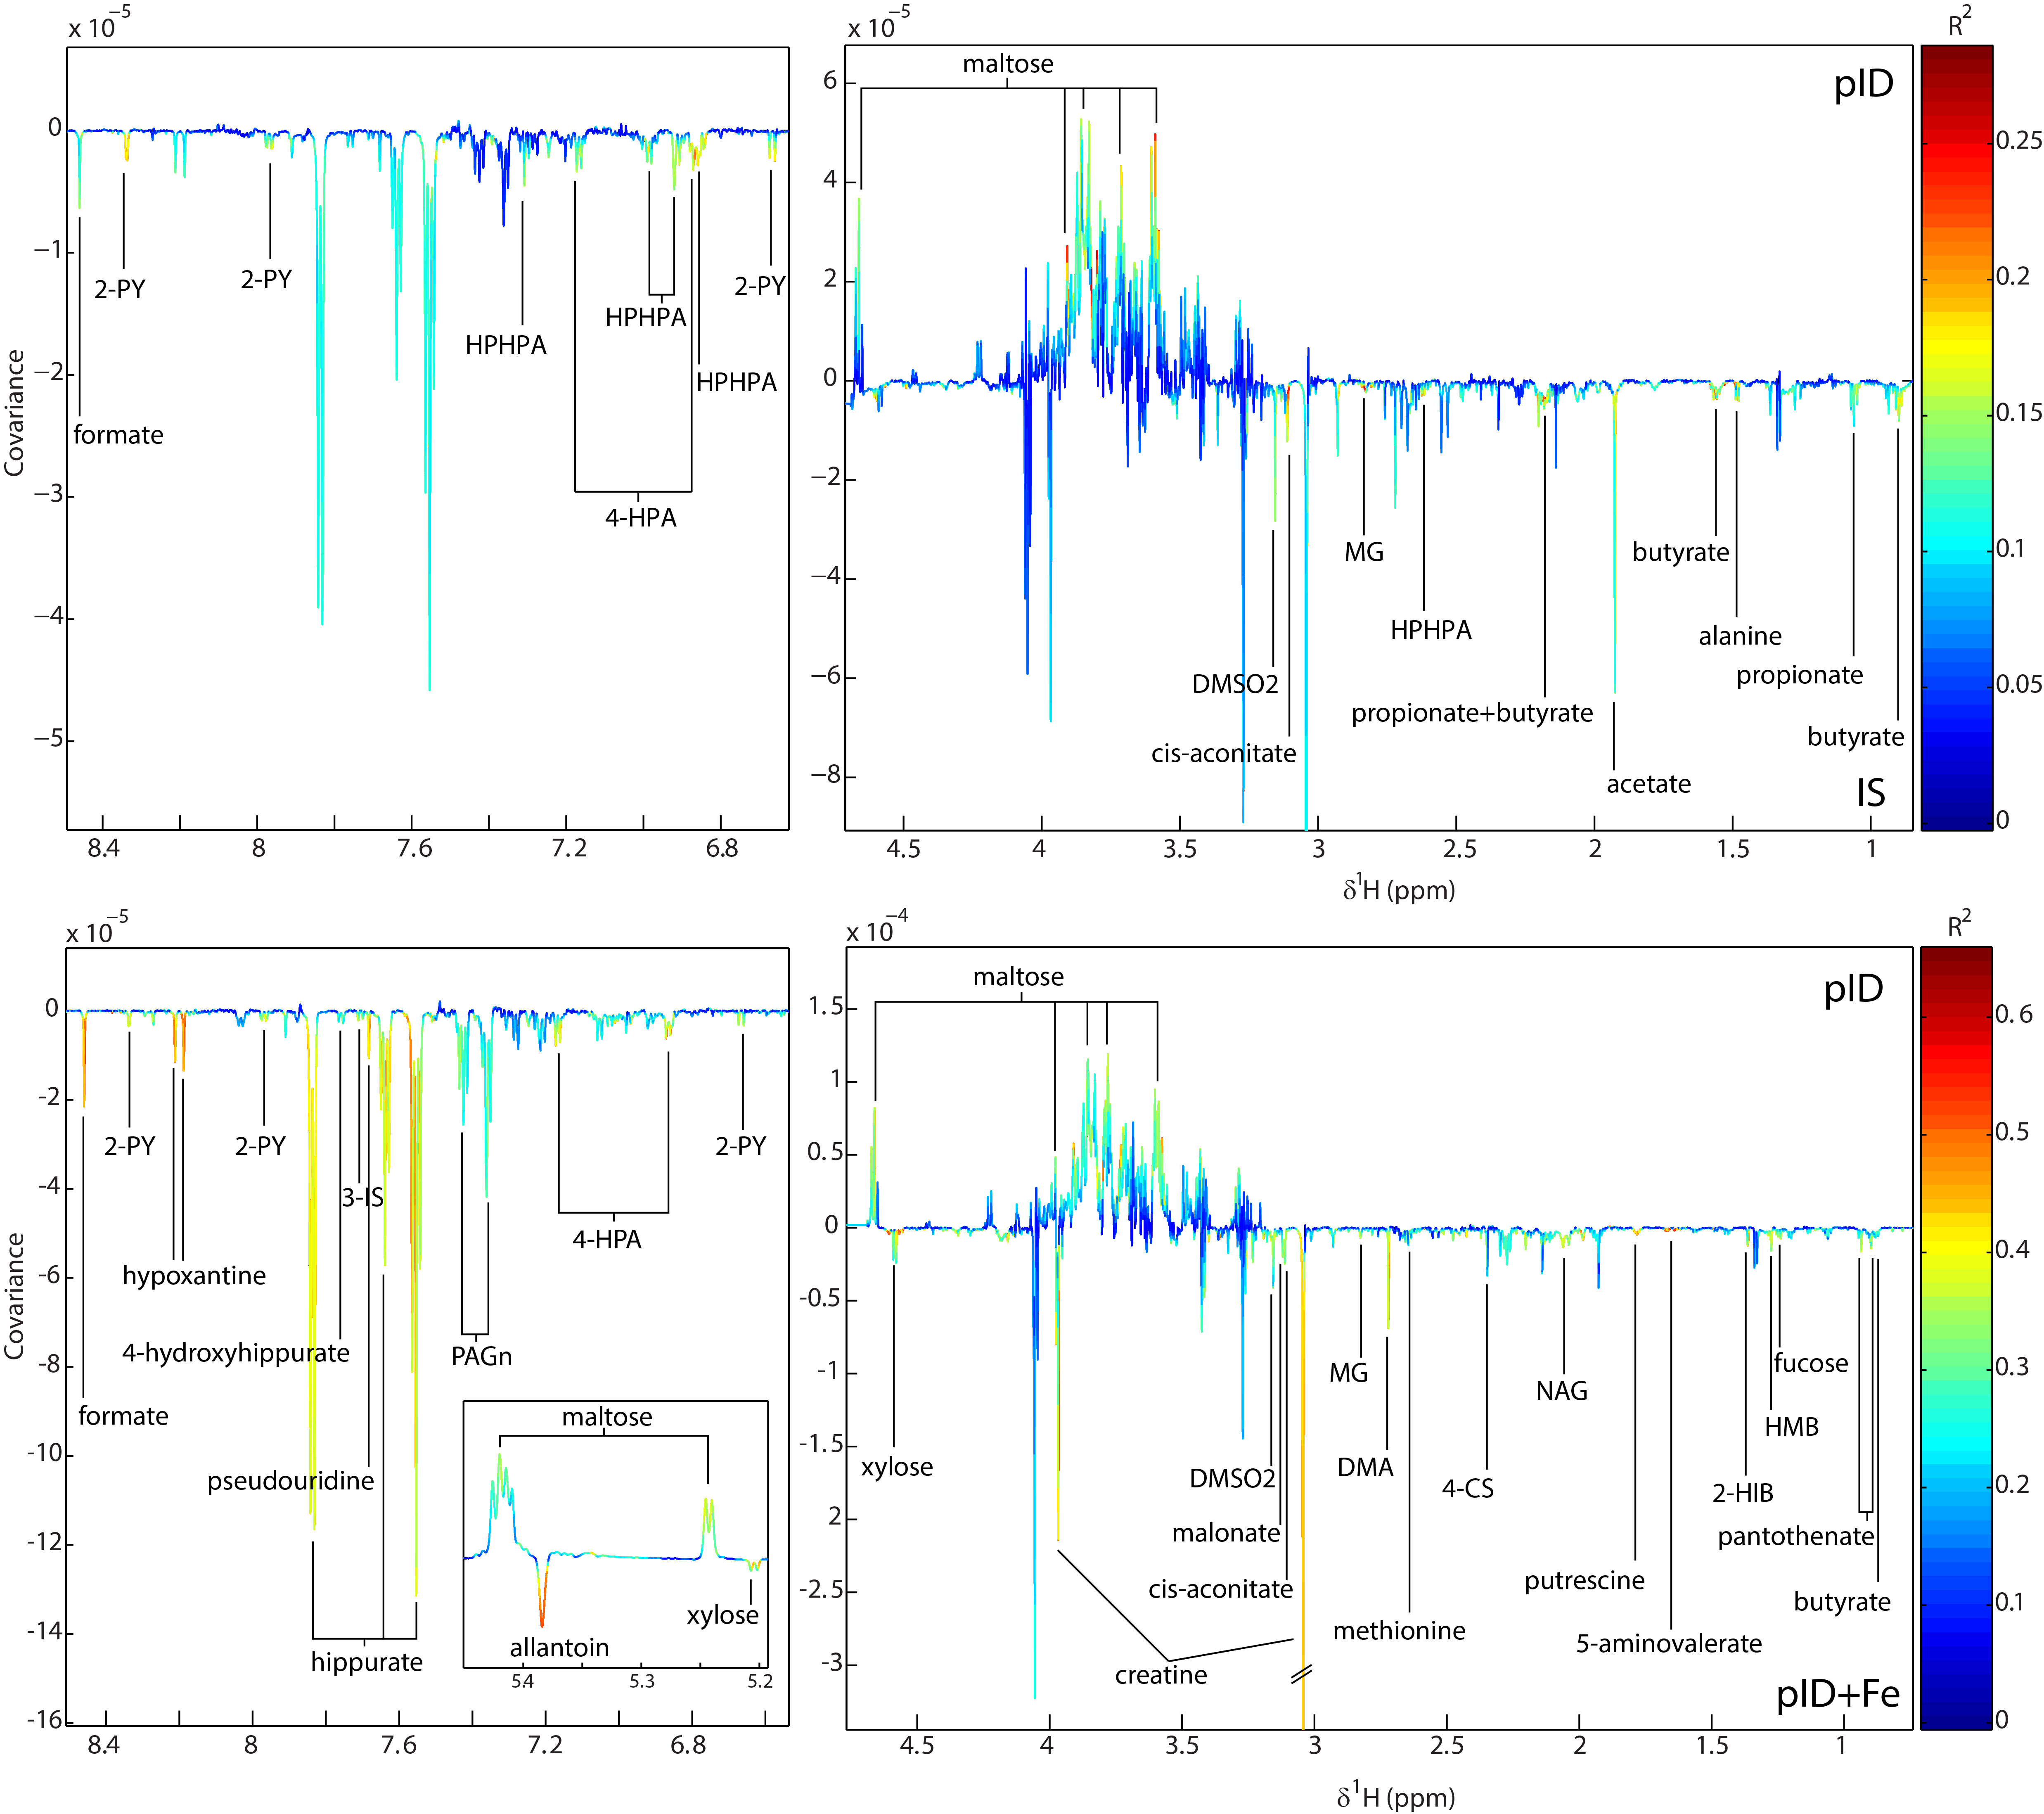 x 10−5
0
−1
−2
−3
−4
−5
Covariance
2-PY
2-PY
2-PY
HPHPA
HPHPA
HPHPA
formate
4-HPA
8.4
8
7.6
7.2
6.8
x 10−5
6
4
2
0
−2
−4
−6
−8
maltose
pID
MG
butyrate
HPHPA
alanine
propionate
DMSO2
propionate+butyrate
cis-aconitate
butyrate
acetate
IS
4.5
4
3.5
3
2.5
2
1.5
1
δ1H (ppm)
R2
0.25
0.2
0.15
0.1
0.05
0
x 10−5
0
-2
-4
-6
-8
-10
-12
-14
-16
Covariance
2-PY
2-PY
2-PY
3-IS
4-HPA
hypoxantine
4-hydroxyhippurate
PAGn
formate
pseudouridine
hippurate
maltose
xylose
allantoin
54
5.3
5.2
8.4
8
7.6
7.2
6.8
x 10−4
1.5
1
0.5
0
-0.5
-1
-1.5
2
-2.5
-3
maltose
pID
fucose
MG
NAG
HMB
xylose
DMSO2
DMA
4-CS
2-HIB
malonate
pantothenate
cis-aconitate
putrescine
butyrate
methionine
5-aminovalerate
creatine
pID+Fe
4.5
4
3.5
3
2.5
2
1.5
1
δ1H (ppm)
R2
0.6
0.5
0.4
0.3
0.2
0.1
0